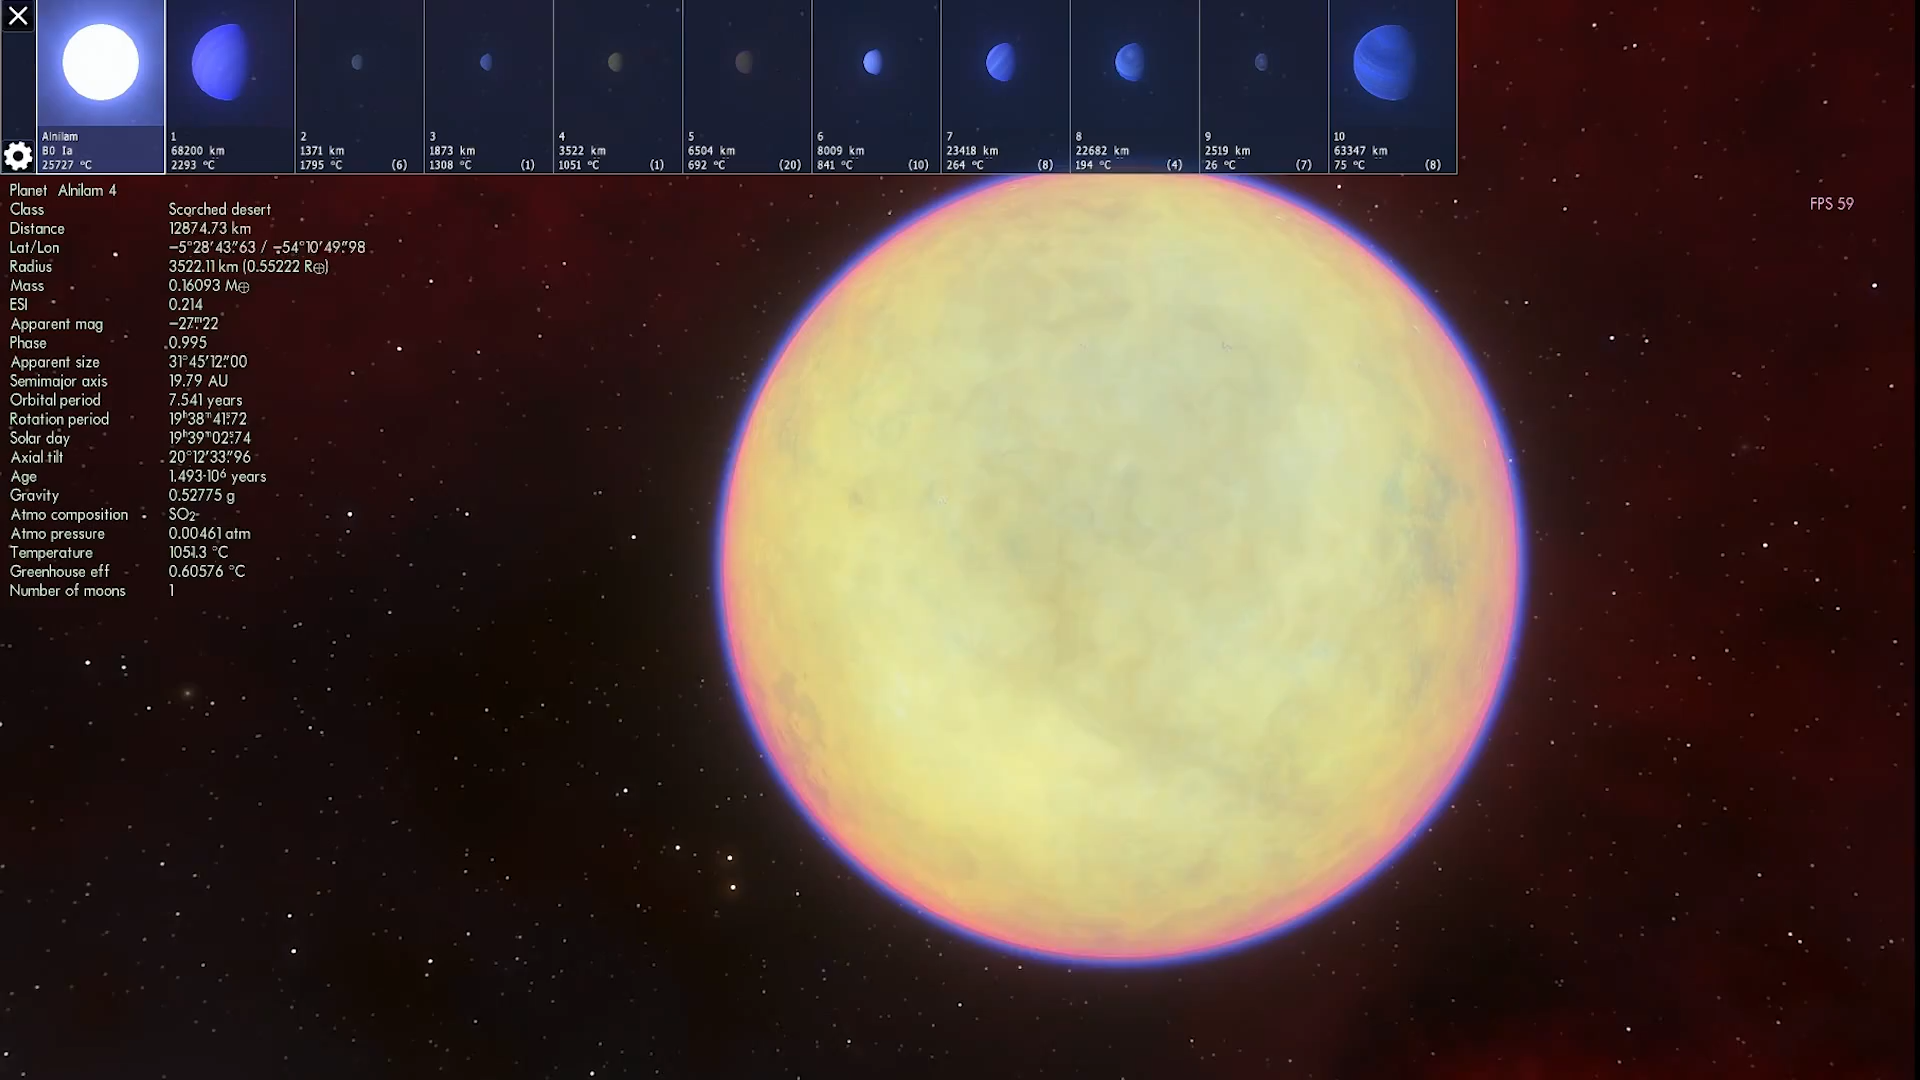 Alnilam
B0 Ia
25727 °C
1
68200 km
2293 °C
2
1371 km
1795 °C (6)
3
1873 km
1308 °C (1)
4
3522 km
1051 °C (1)
5
6504 km
692 °C (20)
6
8009 km
841 °C (10)
7
23418 km
264 °C (8)
8
22682 km
194 °C (4)
9
2519 km
26 °C (7)
10
63347 km
75 °C (8)
Planet Alnilam 4
Class Scorched desert
Distance 12874.73 km
Lat/Lon −5°28′43″.63 / −54°10′49″.98
Radius 3522.11 km (0.55222 R⊕)
Mass 0.16093 M⊕
ESI 0.214
Apparent mag −27ᵐ.22
Phase 0.995
Apparent size 31°45′12″.00
Semimajor axis 19.79 AU
Orbital period 7.541 years
Rotation period 19ʰ38ᵐ41ˢ.72
Solar day 19ʰ39ᵐ02ˢ.74
Axial tilt 20°12′33″.96
Age 1.493·10⁶ years
Gravity 0.52775 g
Atmo composition SO₂
Atmo pressure 0.00461 atm
Temperature 1051.3 °C
Greenhouse eff 0.60576 °C
Number of moons 1
FPS 59